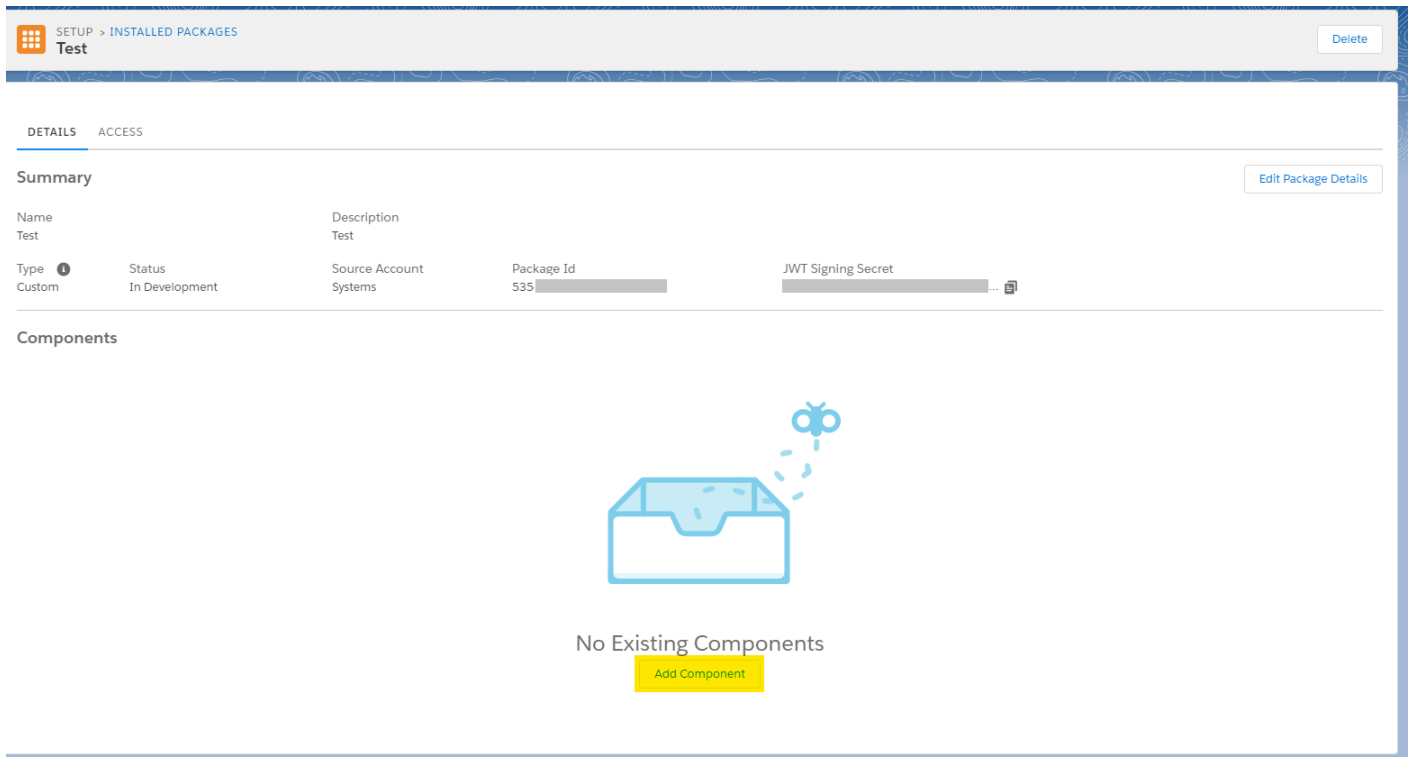 SETUP > INSTALLED PACKAGES
Test
Delete
DETAILS ACCESS
Summary
Edit Package Details
Name Description
Test Test
Type Status Source Account Package Id JWT Signing Secret
Custom In Development Systems 535 ...
Components
No Existing Components
Add Component